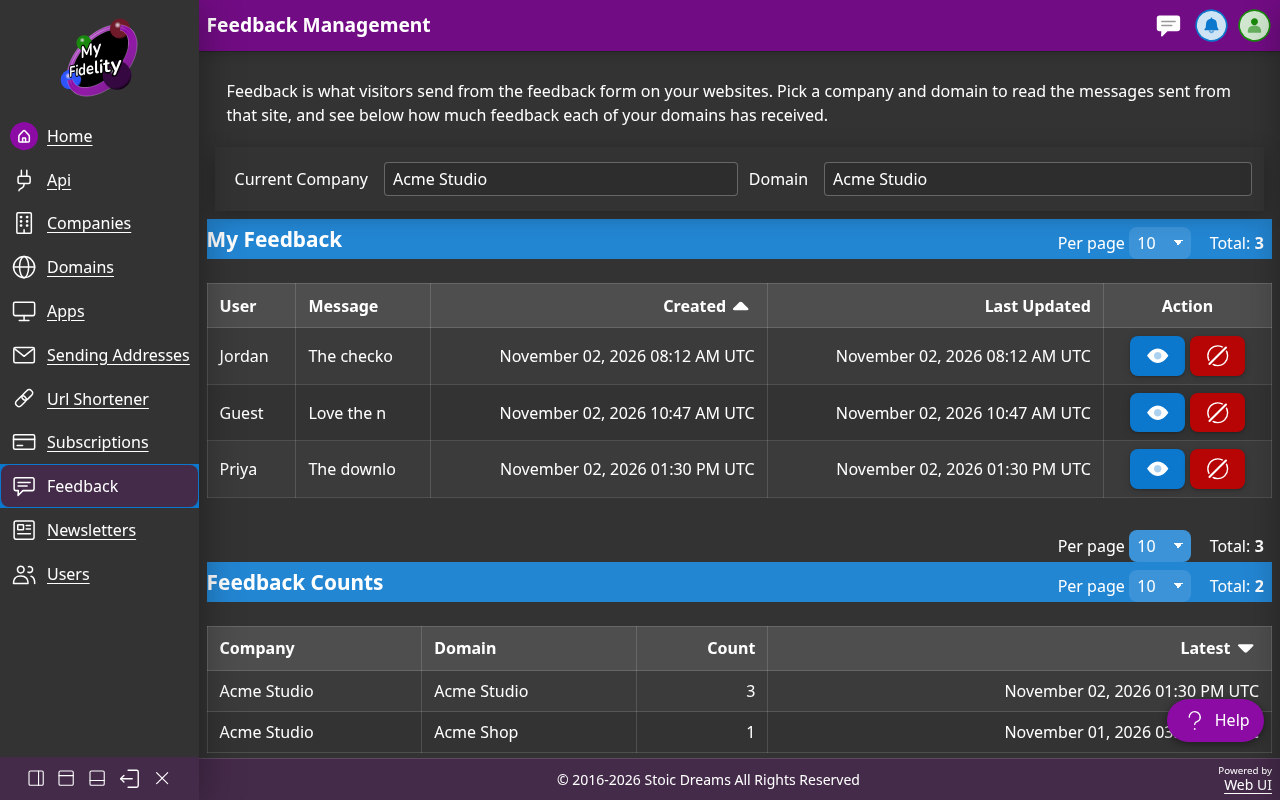 My
Fidelity
Feedback Management
Home
Api
Companies
Domains
Apps
Sending Addresses
Url Shortener
Subscriptions
Feedback
Newsletters
Users
Feedback is what visitors send from the feedback form on your websites. Pick a company and domain to read the messages sent from
that site, and see below how much feedback each of your domains has received.
Current Company Acme Studio Domain Acme Studio
My Feedback Per page 10 Total: 3
User Message Created Last Updated Action
Jordan The checko November 02, 2026 08:12 AM UTC November 02, 2026 08:12 AM UTC
Guest Love the n November 02, 2026 10:47 AM UTC November 02, 2026 10:47 AM UTC
Priya The downlo November 02, 2026 01:30 PM UTC November 02, 2026 01:30 PM UTC
Per page 10 Total: 3
Feedback Counts Per page 10 Total: 2
Company Domain Count Latest
Acme Studio Acme Studio 3 November 02, 2026 01:30 PM UTC
Acme Studio Acme Shop 1 November 01, 2026
Help
© 2016-2026 Stoic Dreams All Rights Reserved
Powered by
Web UI